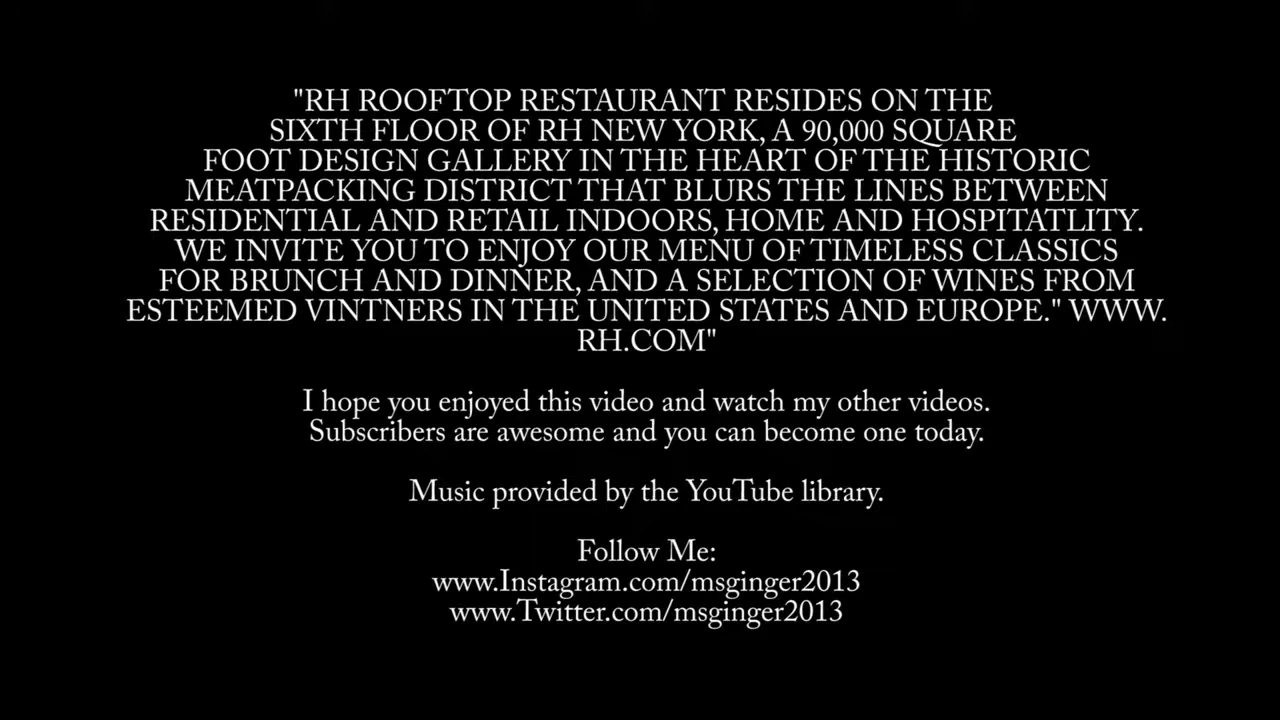 "RH ROOFTOP RESTAURANT RESIDES ON THE
SIXTH FLOOR OF RH NEW YORK, A 90,000 SQUARE
FOOT DESIGN GALLERY IN THE HEART OF THE HISTORIC
MEATPACKING DISTRICT THAT BLURS THE LINES BETWEEN
RESIDENTIAL AND RETAIL INDOORS, HOME AND HOSPITATLITY.
WE INVITE YOU TO ENJOY OUR MENU OF TIMELESS CLASSICS
FOR BRUNCH AND DINNER, AND A SELECTION OF WINES FROM
ESTEEMED VINTNERS IN THE UNITED STATES AND EUROPE." WWW.
RH.COM"
I hope you enjoyed this video and watch my other videos.
Subscribers are awesome and you can become one today.
Music provided by the YouTube library.
Follow Me:
www.Instagram.com/msginger2013
www.Twitter.com/msginger2013